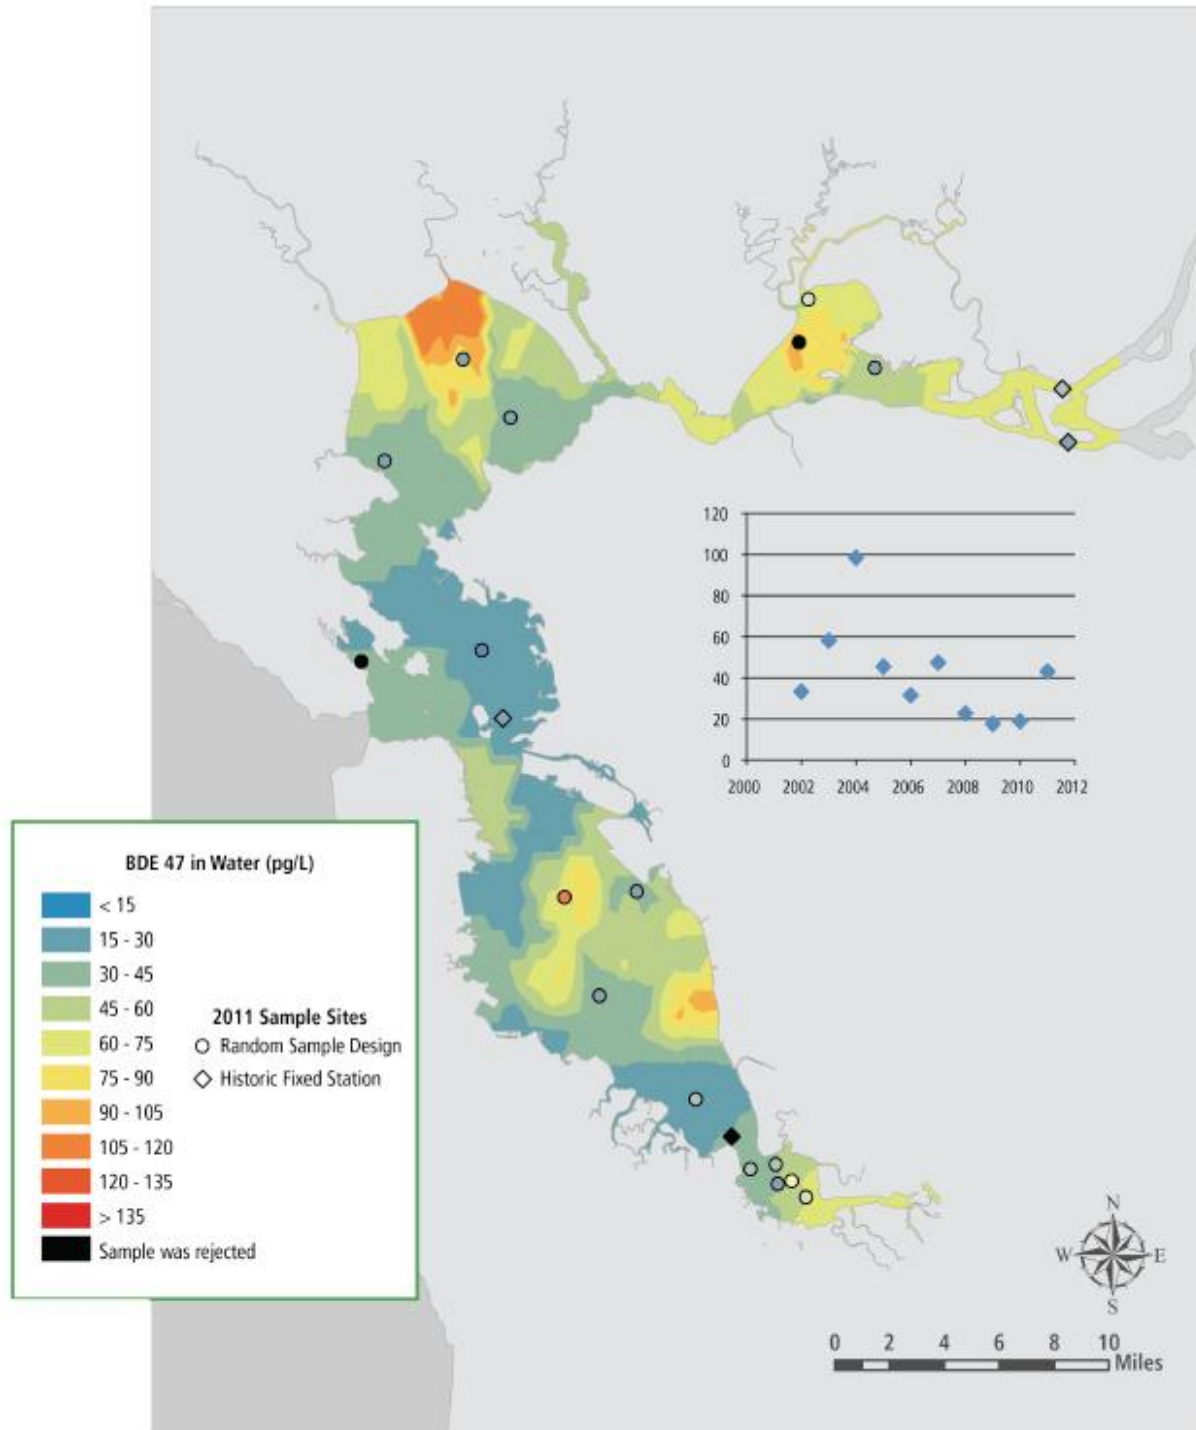 120
100
80
60
40
20
0
2000 2002 2004 2006 2008 2010 2012
BDE 47 in Water (pg/L)
< 15
15 - 30
30 - 45
45 - 60
60 - 75
75 - 90
90 - 105
105 - 120
120 - 135
> 135
Sample was rejected
2011 Sample Sites
Random Sample Design
Historic Fixed Station
N
W E
S
0 2 4 6 8 10
Miles